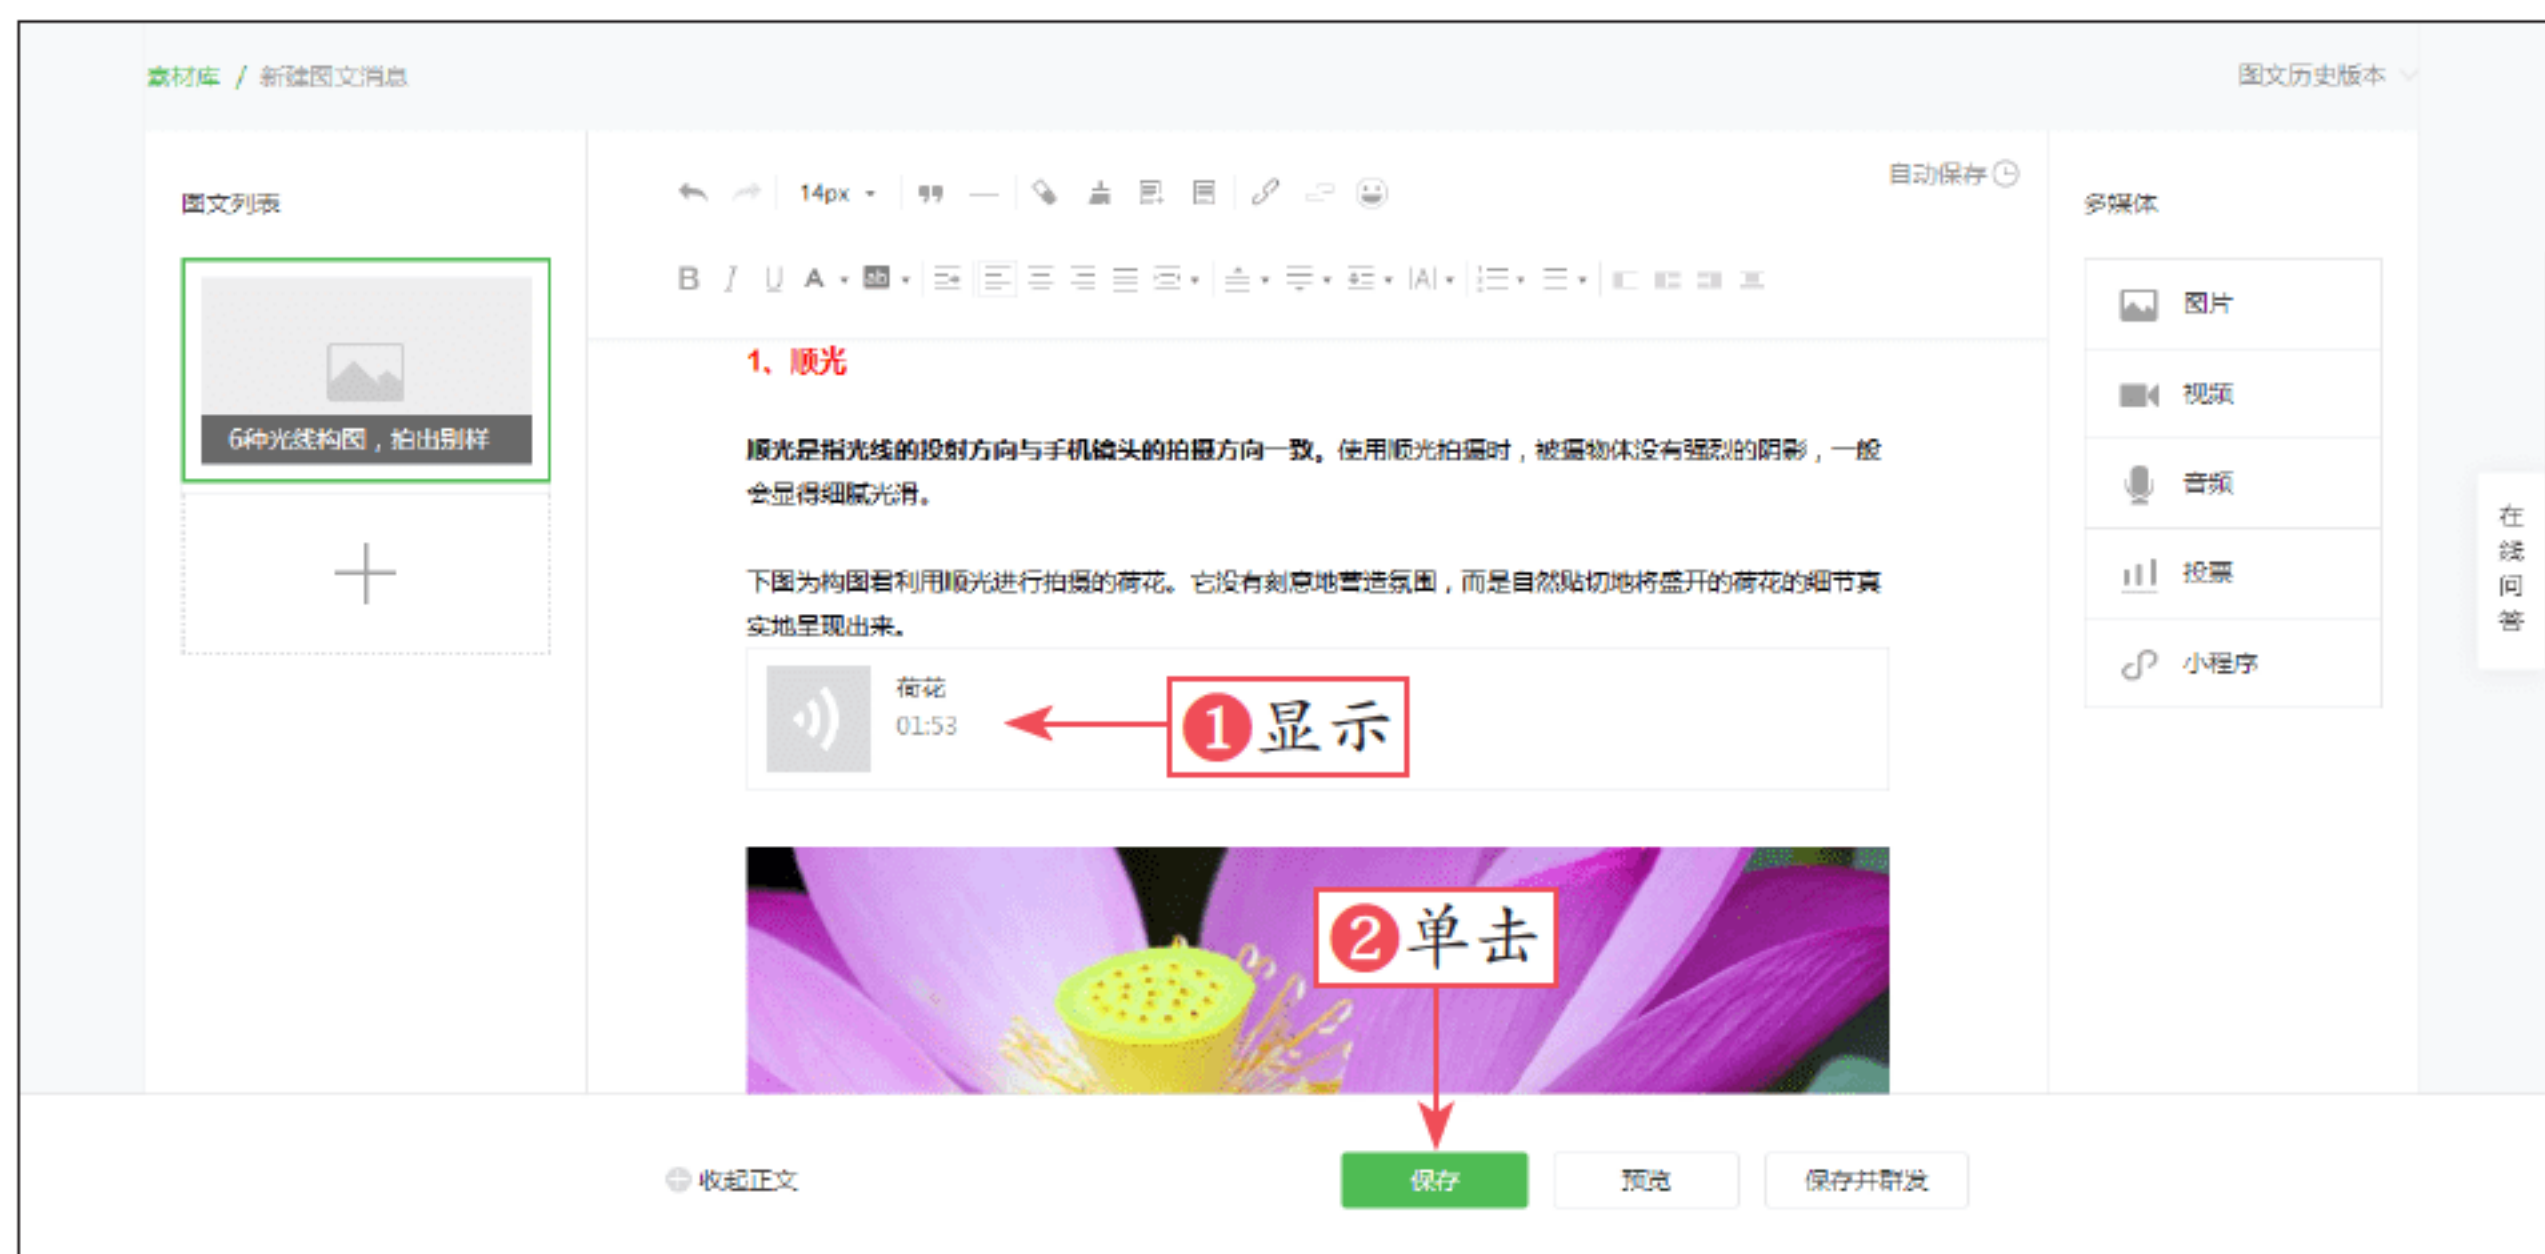 素材库 / 新建图文消息
图文历史版本
图文列表
14px
自动保存
多媒体
B I U A ab |A|
6种光线构图，拍出别样
1、顺光
顺光是指光线的投射方向与手机镜头的拍摄方向一致。使用顺光拍摄时，被摄物体没有强烈的阴影，一般
会显得细腻光滑。
下图为构图君利用顺光进行拍摄的荷花。它没有刻意地营造氛围，而是自然贴切地将盛开的荷花的细节真
实地呈现出来。
荷花
01:53
1显示
2单击
图片
视频
音频
投票
小程序
在线问答
收起正文
保存
预览
保存并群发